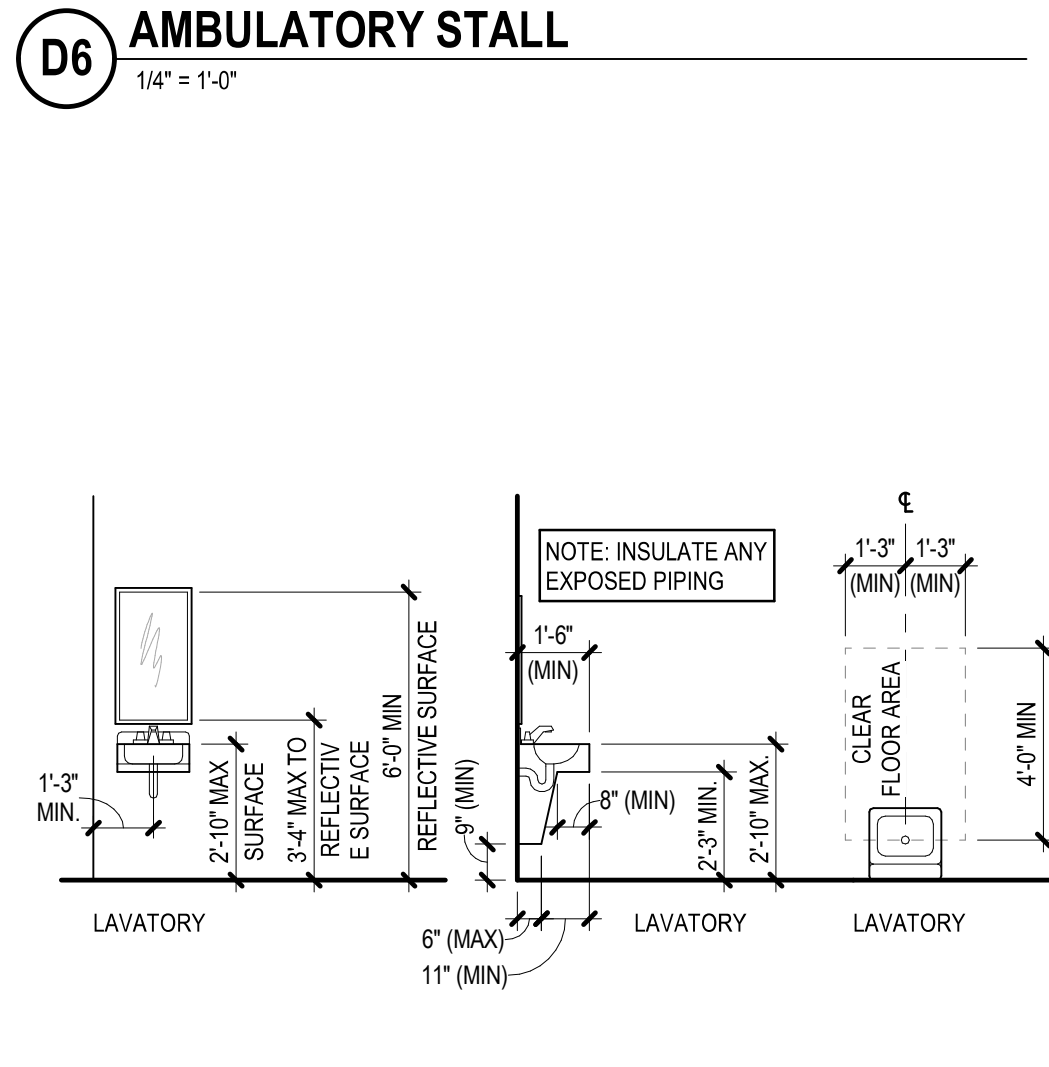 D6
AMBULATORY STALL
1/4" = 1'-0"
1'-3"
MIN.
2'-10" MAX
SURFACE
3'-4" MAX TO
REFLECTIV
E SURFACE
6'-0" MIN
REFLECTIVE SURFACE
LAVATORY
NOTE: INSULATE ANY
EXPOSED PIPING
1'-6"
(MIN)
9" (MIN)
8" (MIN)
2'-3" MIN.
2'-10" MAX.
6" (MAX)
11" (MIN)
LAVATORY
℄
1'-3" 1'-3"
(MIN) (MIN)
CLEAR
FLOOR AREA
4'-0" MIN
LAVATORY